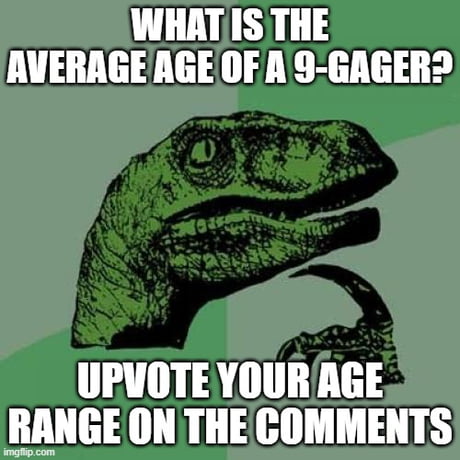 WHAT IS THE
AVERAGE AGE OF A 9-GAGER?
UPVOTE YOUR AGE
RANGE ON THE COMMENTS
imgflip.com